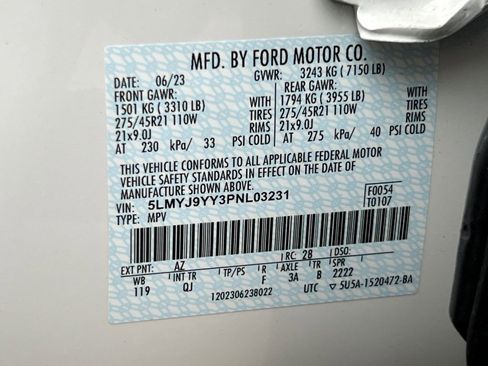 MFD. BY FORD MOTOR CO.
DATE: 06/23 GVWR: 3243 KG ( 7150 LB)
FRONT GAWR: REAR GAWR:
1501 KG ( 3310 LB) WITH 1794 KG ( 3955 LB) WITH
275/45R21 110W TIRES 275/45R21 110W TIRES
21x9.0J RIMS 21x9.0J RIMS
AT 230 kPa/ 33 PSI COLD AT 275 kPa/ 40 PSI COLD
THIS VEHICLE CONFORMS TO ALL APPLICABLE FEDERAL MOTOR
VEHICLE SAFETY STANDARDS IN EFFECT ON THE DATE OF
MANUFACTURE SHOWN ABOVE.
VIN: 5LMYJ9YY3PNL03231 F0054
TYPE: MPV T0107
EXT PNT: AZ RC: 28 DSO:
WB INT TR TP/PS R AXLE TR SPR
119 QJ F 3A B 2222
1202306238022 UTC ▽ 5U5A-1520472-BA